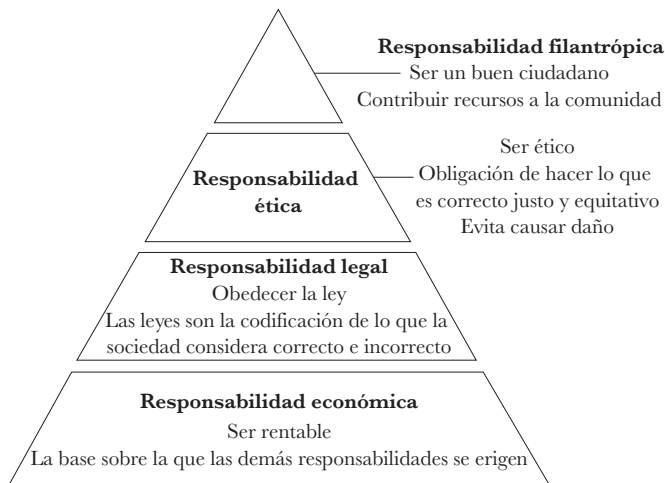 Responsabilidad filantrópica
Ser un buen ciudadano
Contribuir recursos a la comunidad
Responsabilidad
ética
Ser ético
Obligación de hacer lo que
es correcto justo y equitativo
Evita causar daño
Responsabilidad legal
Obedecer la ley
Las leyes son la codificación de lo que la
sociedad considera correcto e incorrecto
Responsabilidad económica
Ser rentable
La base sobre la que las demás responsabilidades se erigen